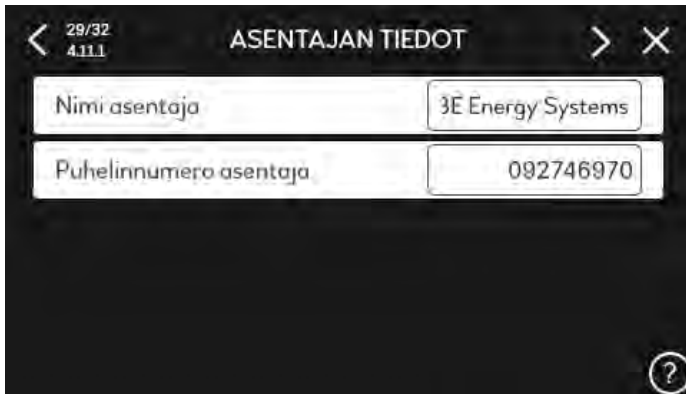 29/32
4.11.1
ASENTAJAN TIEDOT
Nimi asentaja
Energy Systems
Puhelinnumero asentaja
092746970
?